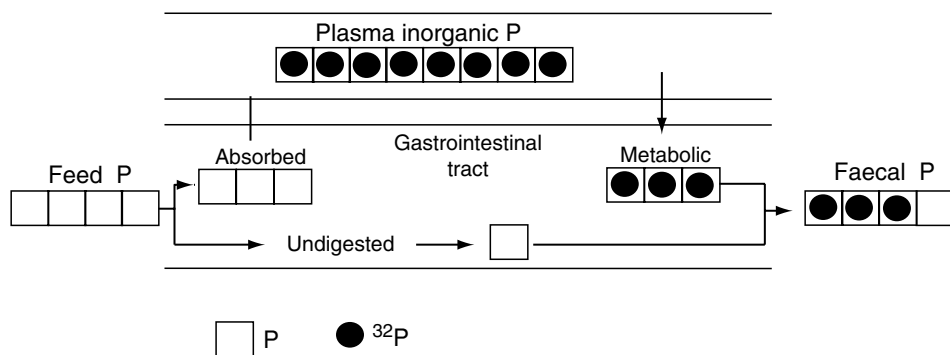 Plasma inorganic P
Gastrointestinal
tract
Absorbed
Metabolic
Feed P
Faecal P
Undigested
P
³²P